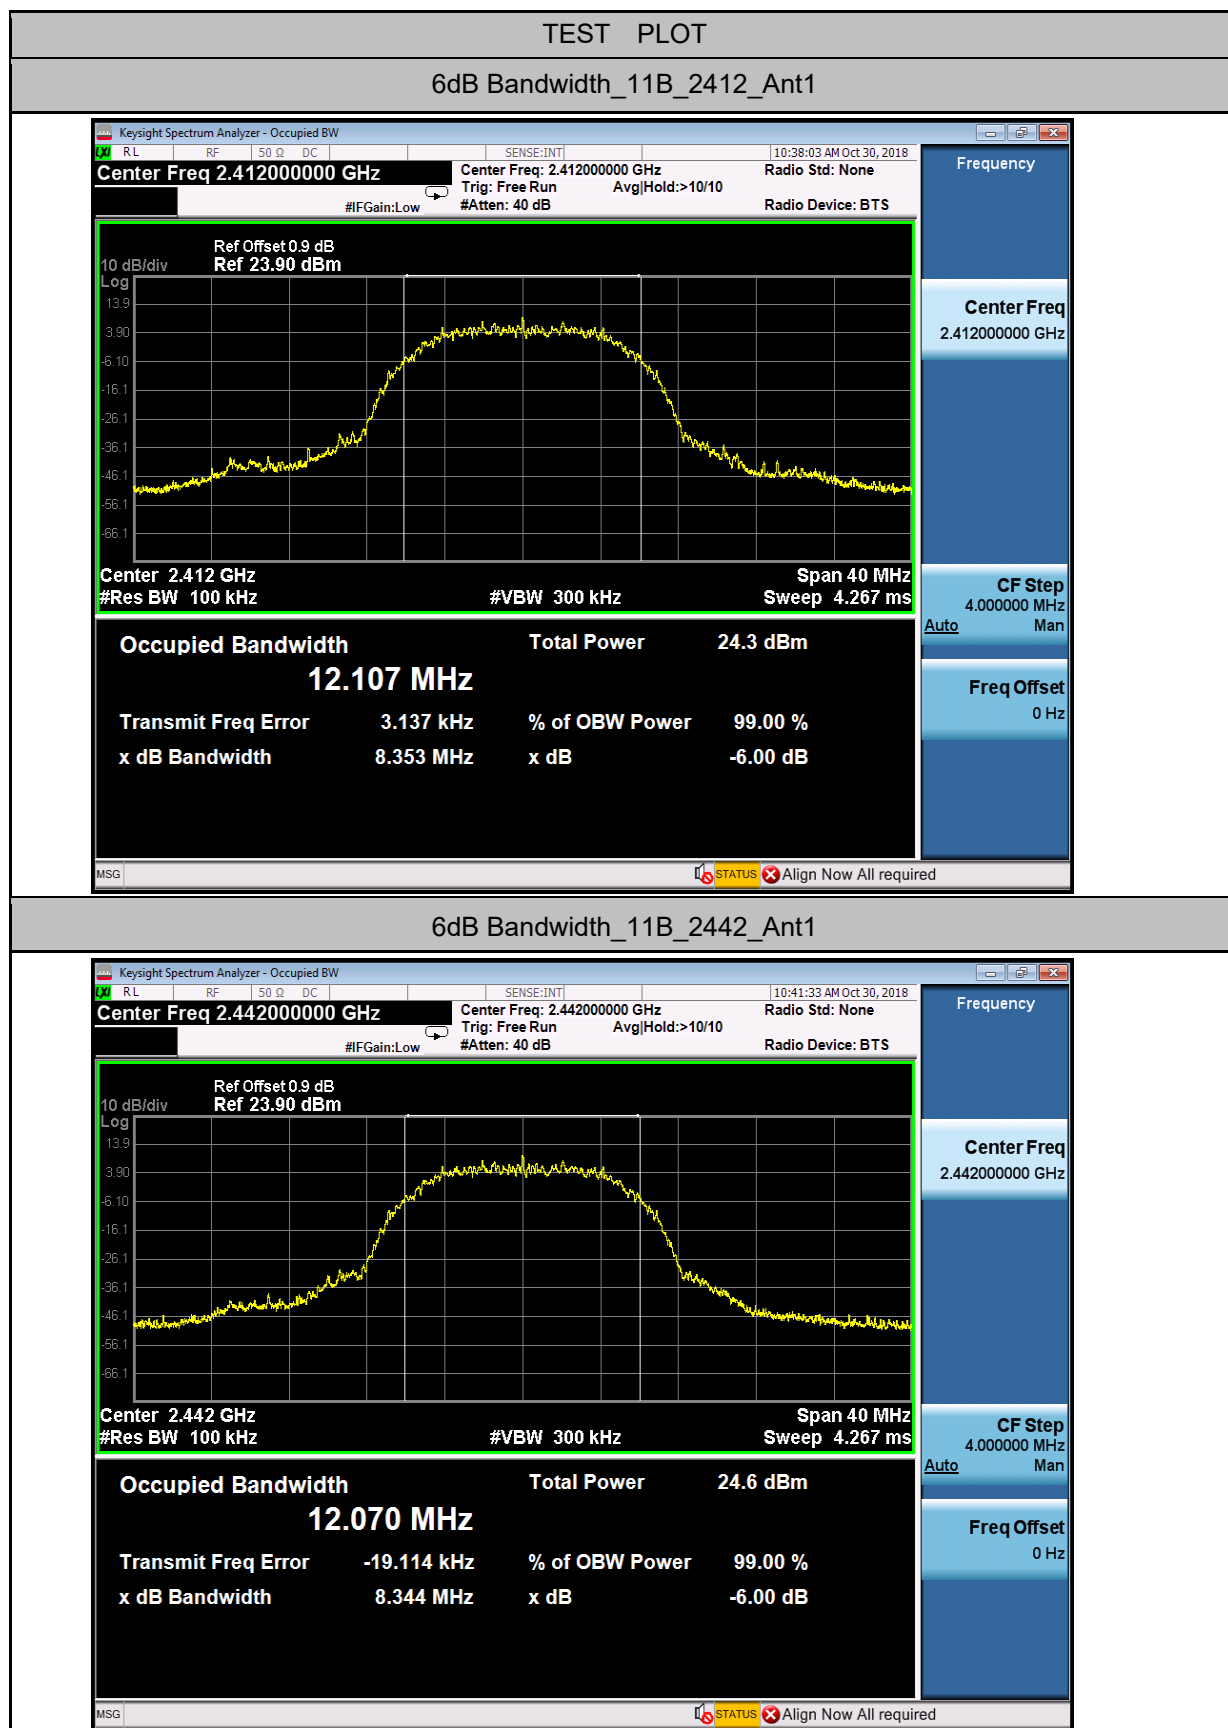 TEST PLOT
6dB Bandwidth_11B_2412_Ant1
Keysight Spectrum Analyzer - Occupied BW
LXI RL RF 50 Ω DC SENSE:INT 10:38:03 AM Oct 30, 2018
Center Freq 2.412000000 GHz
Center Freq: 2.412000000 GHz Radio Std: None
Trig: Free Run Avg|Hold:>10/10
#IFGain:Low #Atten: 40 dB Radio Device: BTS
Frequency
Ref Offset 0.9 dB
10 dB/div Ref 23.90 dBm
Log
13.9
3.90
-6.10
-16.1
-26.1
-36.1
-46.1
-56.1
-66.1
Center 2.412 GHz Span 40 MHz
#Res BW 100 kHz #VBW 300 kHz Sweep 4.267 ms
Center Freq
2.412000000 GHz
CF Step
4.000000 MHz
Auto Man
Freq Offset
0 Hz
Occupied Bandwidth Total Power 24.3 dBm
12.107 MHz
Transmit Freq Error 3.137 kHz % of OBW Power 99.00 %
x dB Bandwidth 8.353 MHz x dB -6.00 dB
MSG STATUS Align Now All required
6dB Bandwidth_11B_2442_Ant1
Keysight Spectrum Analyzer - Occupied BW
LXI RL RF 50 Ω DC SENSE:INT 10:41:33 AM Oct 30, 2018
Center Freq 2.442000000 GHz
Center Freq: 2.442000000 GHz Radio Std: None
Trig: Free Run Avg|Hold:>10/10
#IFGain:Low #Atten: 40 dB Radio Device: BTS
Frequency
Ref Offset 0.9 dB
10 dB/div Ref 23.90 dBm
Log
13.9
3.90
-6.10
-16.1
-26.1
-36.1
-46.1
-56.1
-66.1
Center 2.442 GHz Span 40 MHz
#Res BW 100 kHz #VBW 300 kHz Sweep 4.267 ms
Center Freq
2.442000000 GHz
CF Step
4.000000 MHz
Auto Man
Freq Offset
0 Hz
Occupied Bandwidth Total Power 24.6 dBm
12.070 MHz
Transmit Freq Error -19.114 kHz % of OBW Power 99.00 %
x dB Bandwidth 8.344 MHz x dB -6.00 dB
MSG STATUS Align Now All required